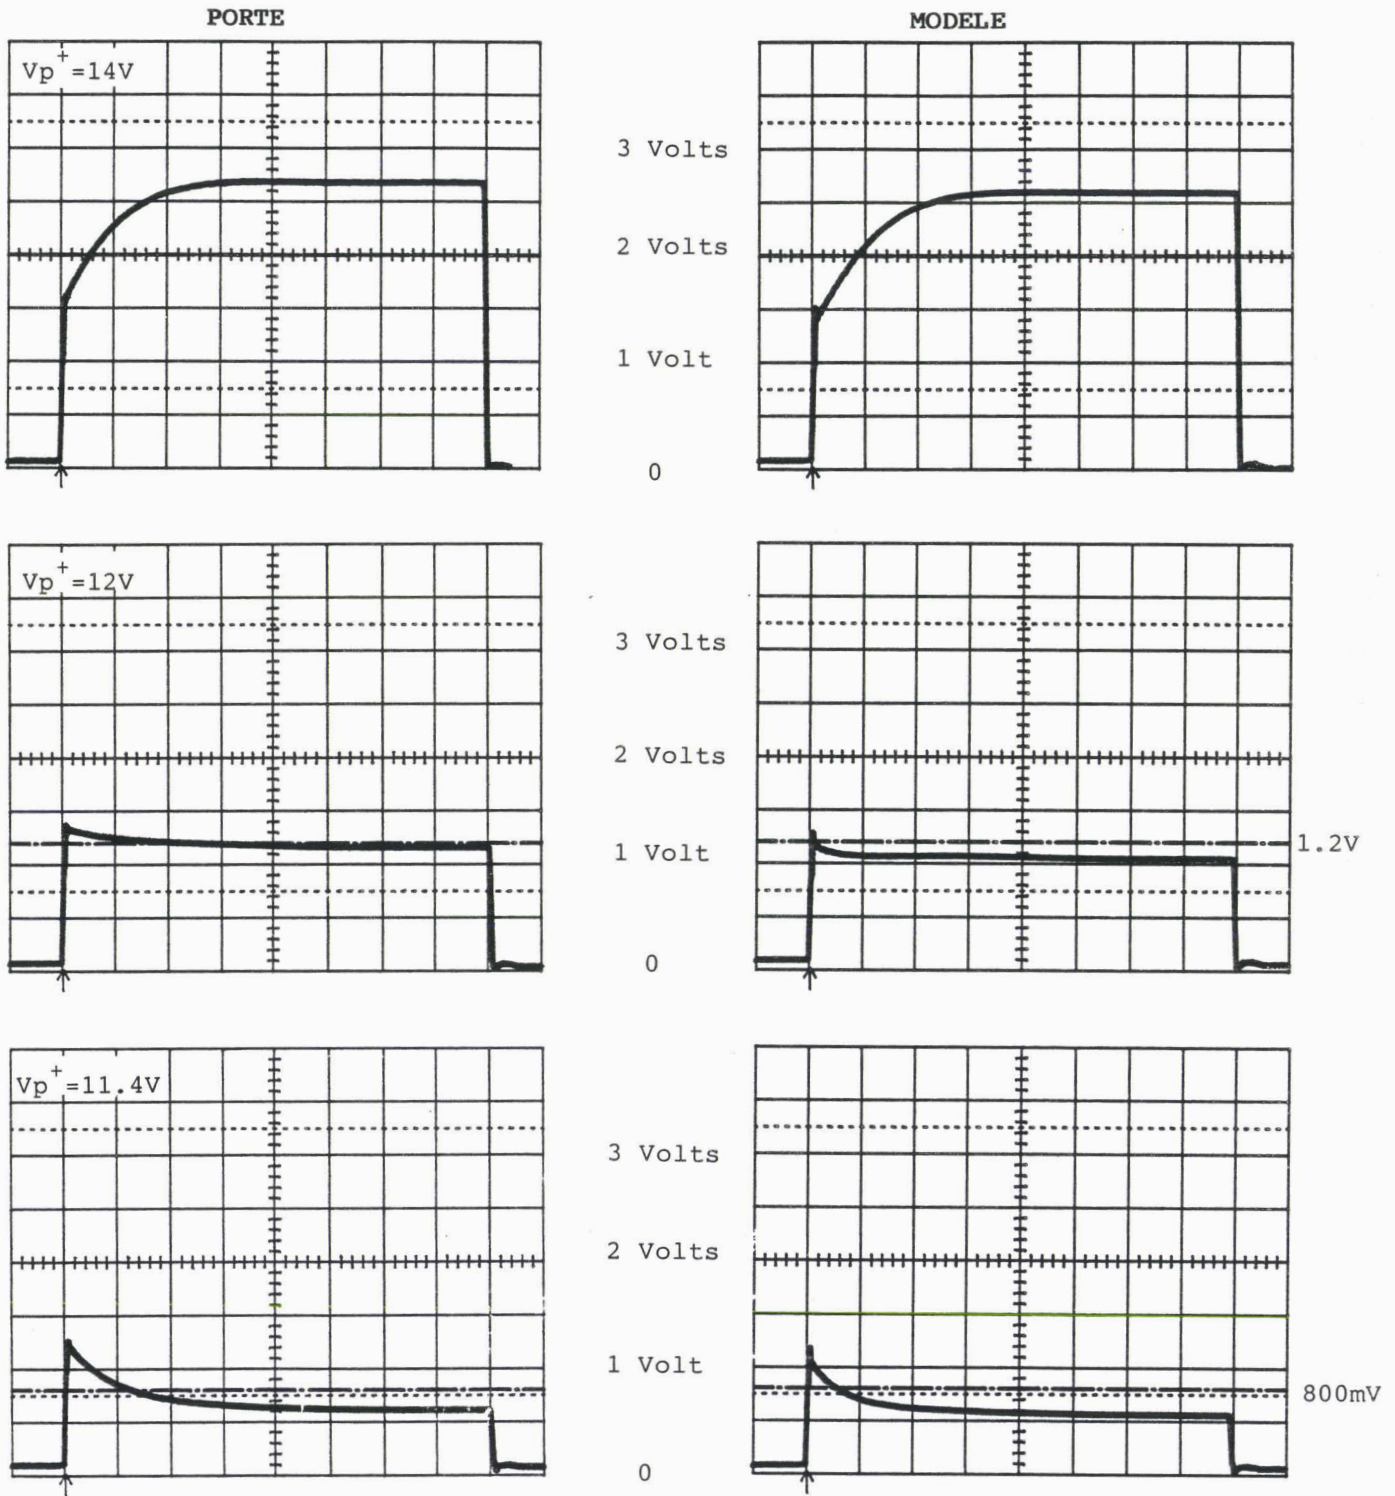 PORTE
MODELE
Vp+=14V
3 Volts
2 Volts
1 Volt
0
Vp+=12V
3 Volts
2 Volts
1 Volt
1.2V
0
Vp+=11.4V
3 Volts
2 Volts
1 Volt
800mV
0